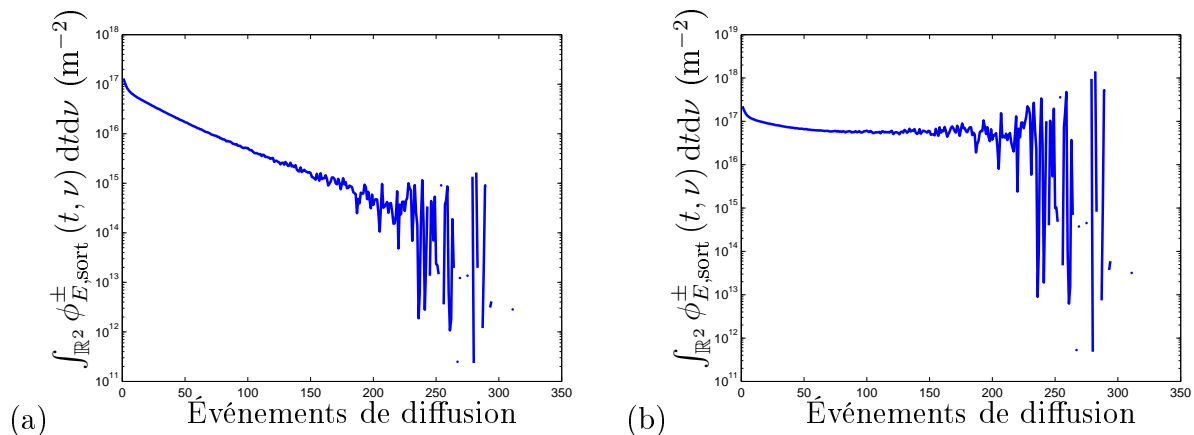 ∫ℝ² ϕ±E,sort (t, ν) dtdν (m−2)
10^18
10^17
10^16
10^15
10^14
10^13
10^12
10^11
0 50 100 150 200 250 300 350
Événements de diffusion
(a)
∫ℝ² ϕ±E,sort (t, ν) dtdν (m−2)
10^19
10^18
10^17
10^16
10^15
10^14
10^13
10^12
10^11
0 50 100 150 200 250 300 350
Événements de diffusion
(b)